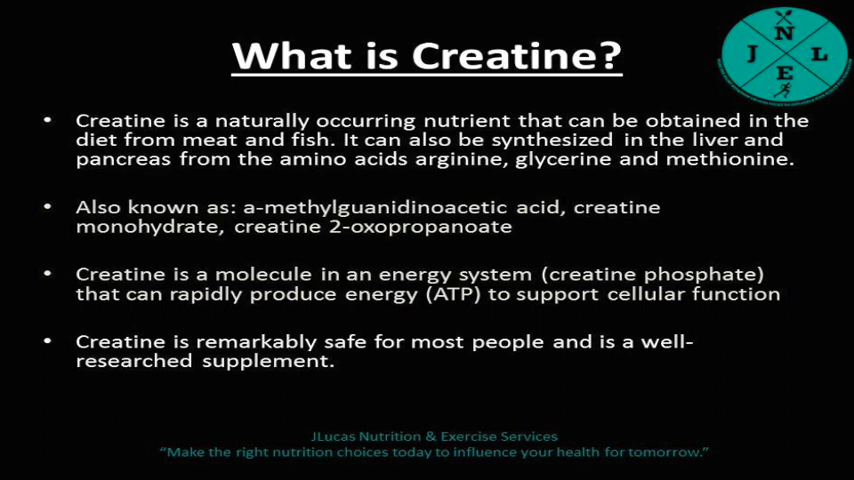 What is Creatine?
N
J L
E
• Creatine is a naturally occurring nutrient that can be obtained in the
diet from meat and fish. It can also be synthesized in the liver and
pancreas from the amino acids arginine, glycerine and methionine.
• Also known as: a-methylguanidinoacetic acid, creatine
monohydrate, creatine 2-oxopropanoate
• Creatine is a molecule in an energy system (creatine phosphate)
that can rapidly produce energy (ATP) to support cellular function
• Creatine is remarkably safe for most people and is a well-
researched supplement.
JLucas Nutrition & Exercise Services
“Make the right nutrition choices today to influence your health for tomorrow.”